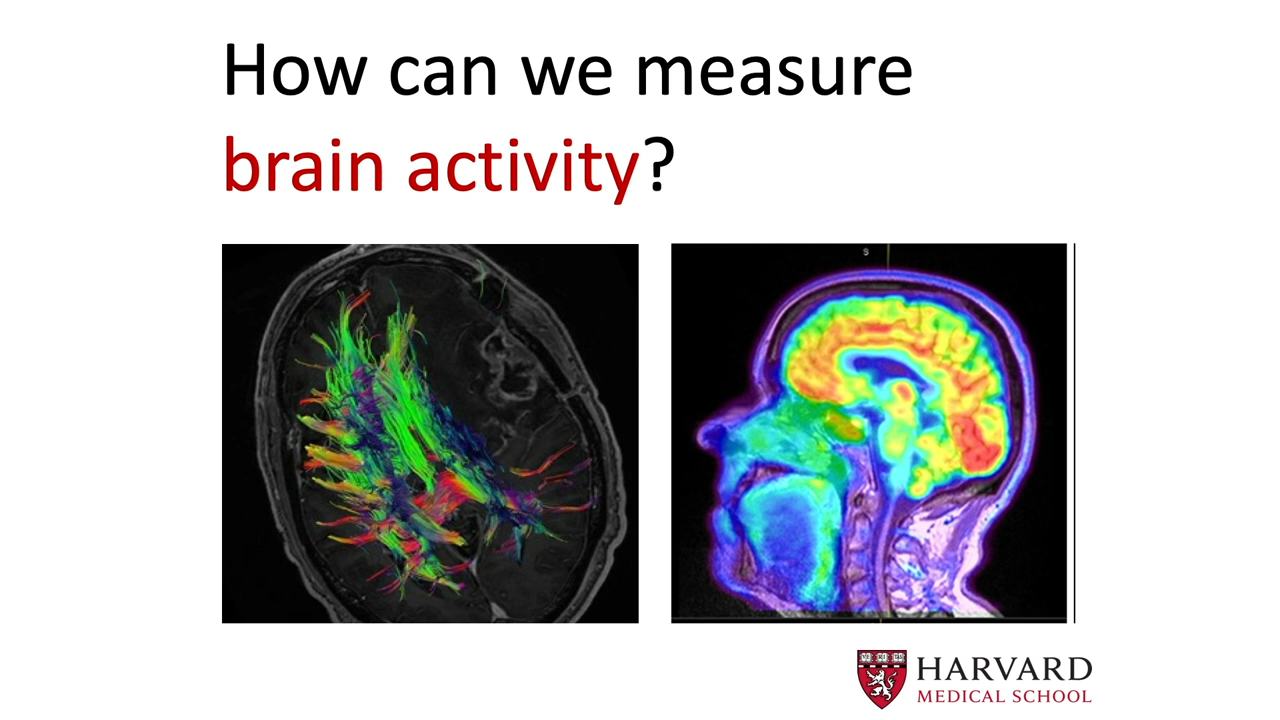 How can we measure
brain activity?
S
HARVARD
MEDICAL SCHOOL